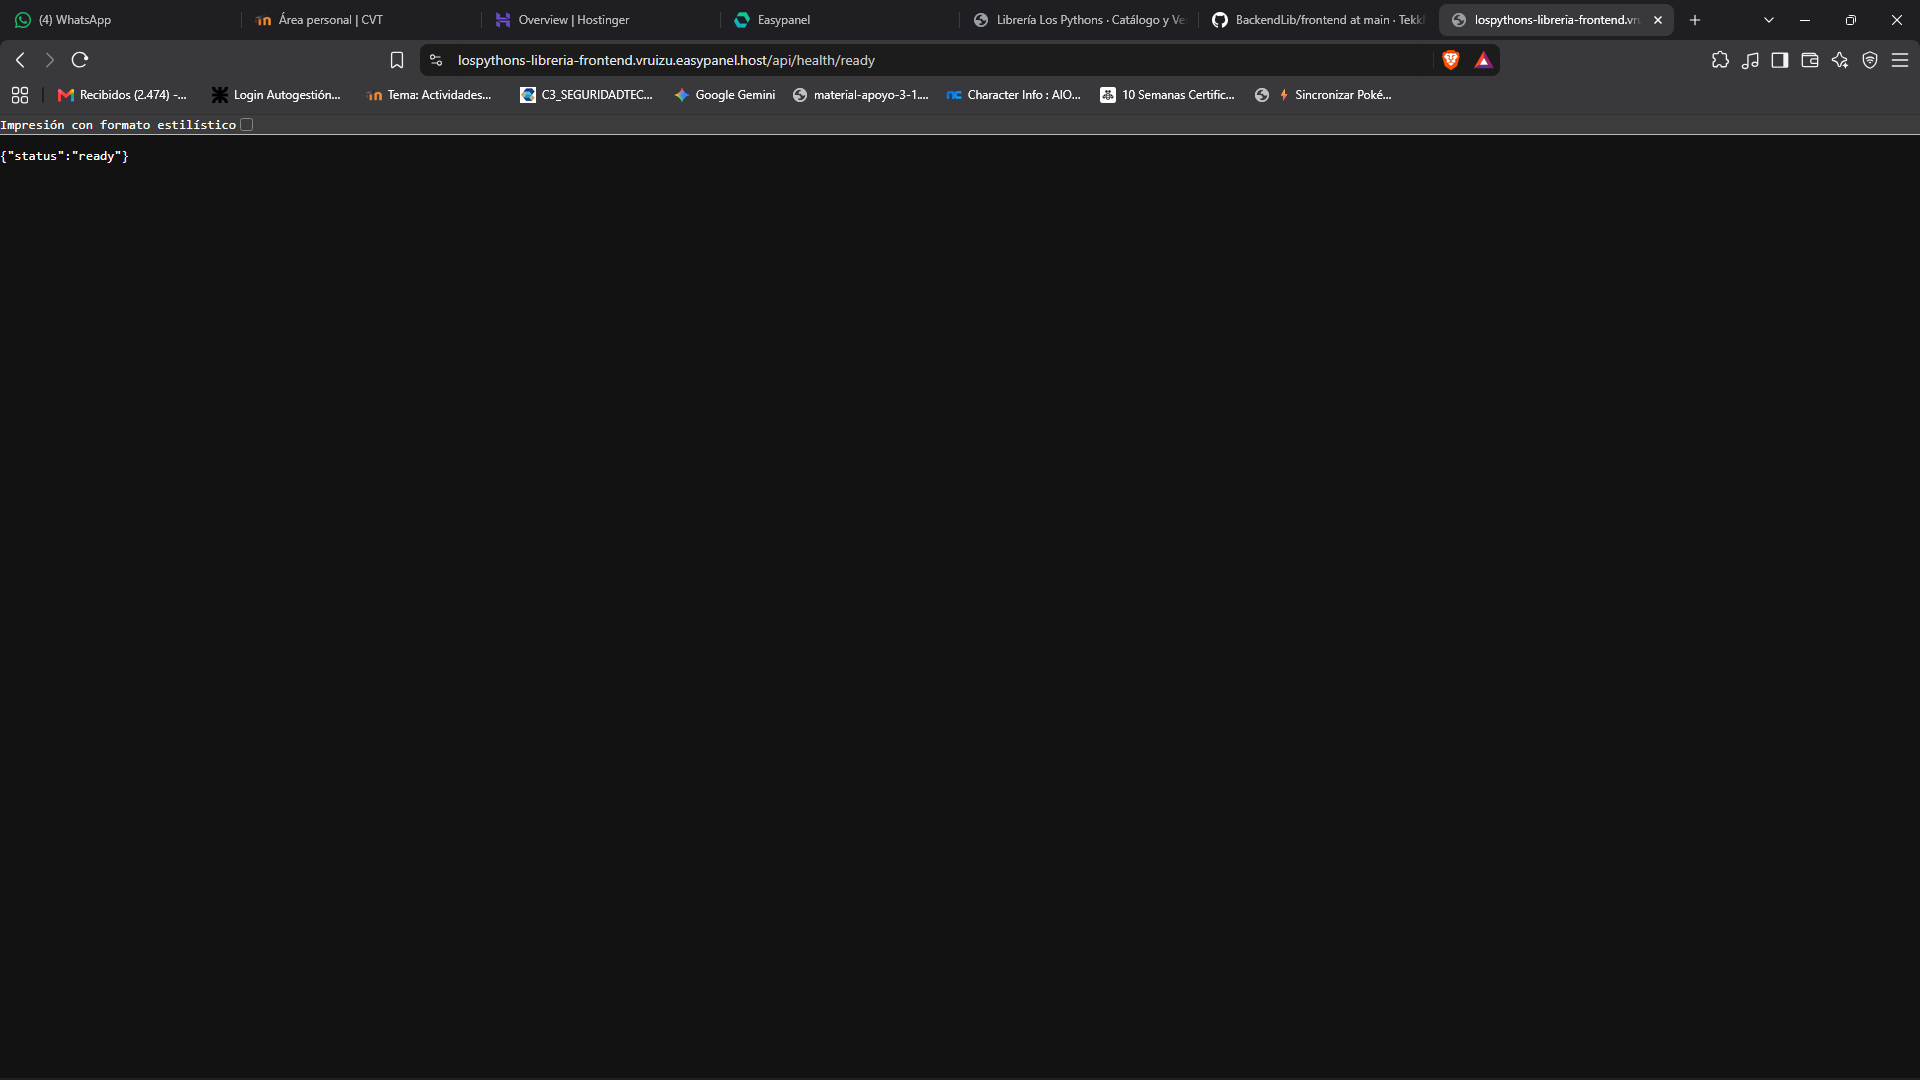 (4) WhatsApp
Área personal | CVT
Overview | Hostinger
Easypanel
Librería Los Pythons · Catálogo y Ve
BackendLib/frontend at main · Tekk
lospythons-libreria-frontend.vru
lospythons-libreria-frontend.vruizu.easypanel.host/api/health/ready
Recibidos (2.474) -...
Login Autogestión...
Tema: Actividades...
C3_SEGURIDADTEC...
Google Gemini
material-apoyo-3-1....
Character Info : AIO...
10 Semanas Certific...
Sincronizar Poké...
Impresión con formato estilístico
{"status":"ready"}